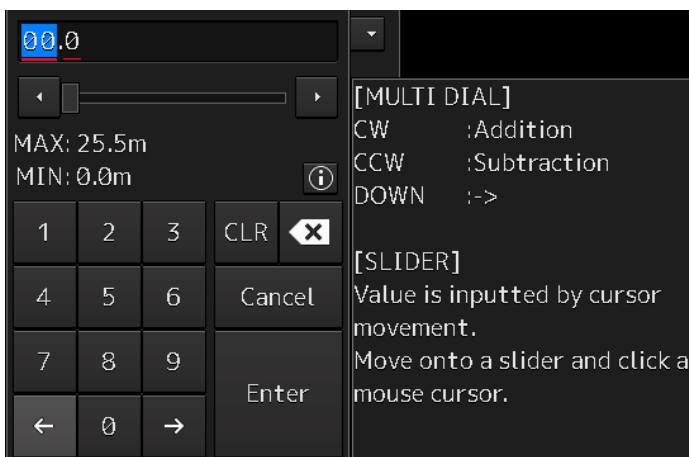 00.0
MAX: 25.5m
MIN: 0.0m
1 2 3 CLR
4 5 6 Cancel
7 8 9
Enter
← 0 →
[MULTI DIAL]
CW :Addition
CCW :Subtraction
DOWN :->
[SLIDER]
Value is inputted by cursor
movement.
Move onto a slider and click a
mouse cursor.